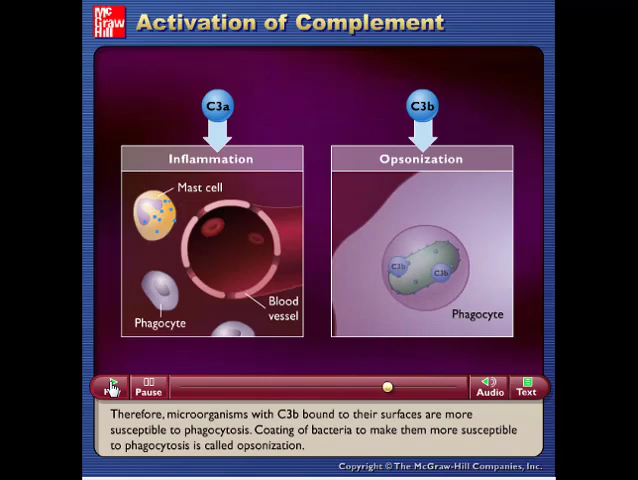 Mc
Graw
Hill
Activation of Complement
C3a
C3b
Inflammation
Opsonization
Mast cell
Phagocyte
Blood
vessel
C3b
C3b
Phagocyte
Pause
Audio
Text
Therefore, microorganisms with C3b bound to their surfaces are more
susceptible to phagocytosis. Coating of bacteria to make them more susceptible
to phagocytosis is called opsonization.
Copyright © The McGraw-Hill Companies, Inc.